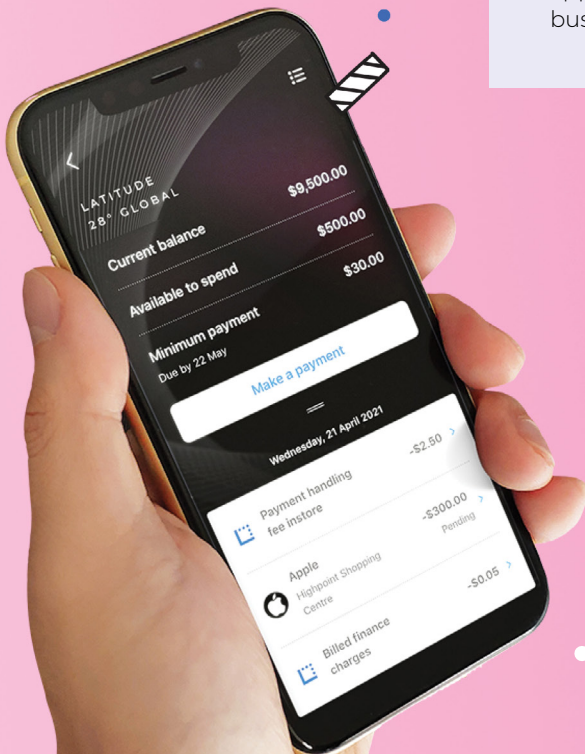 bus
LATITUDE
28° GLOBAL
Current balance $9,500.00
Available to spend $500.00
Minimum payment $30.00
Due by 22 May
Make a payment
Wednesday, 21 April 2021
Payment handling -$2.50
fee instore
Apple -$300.00
Highpoint Shopping Pending
Centre
Billed finance -$0.05
charges